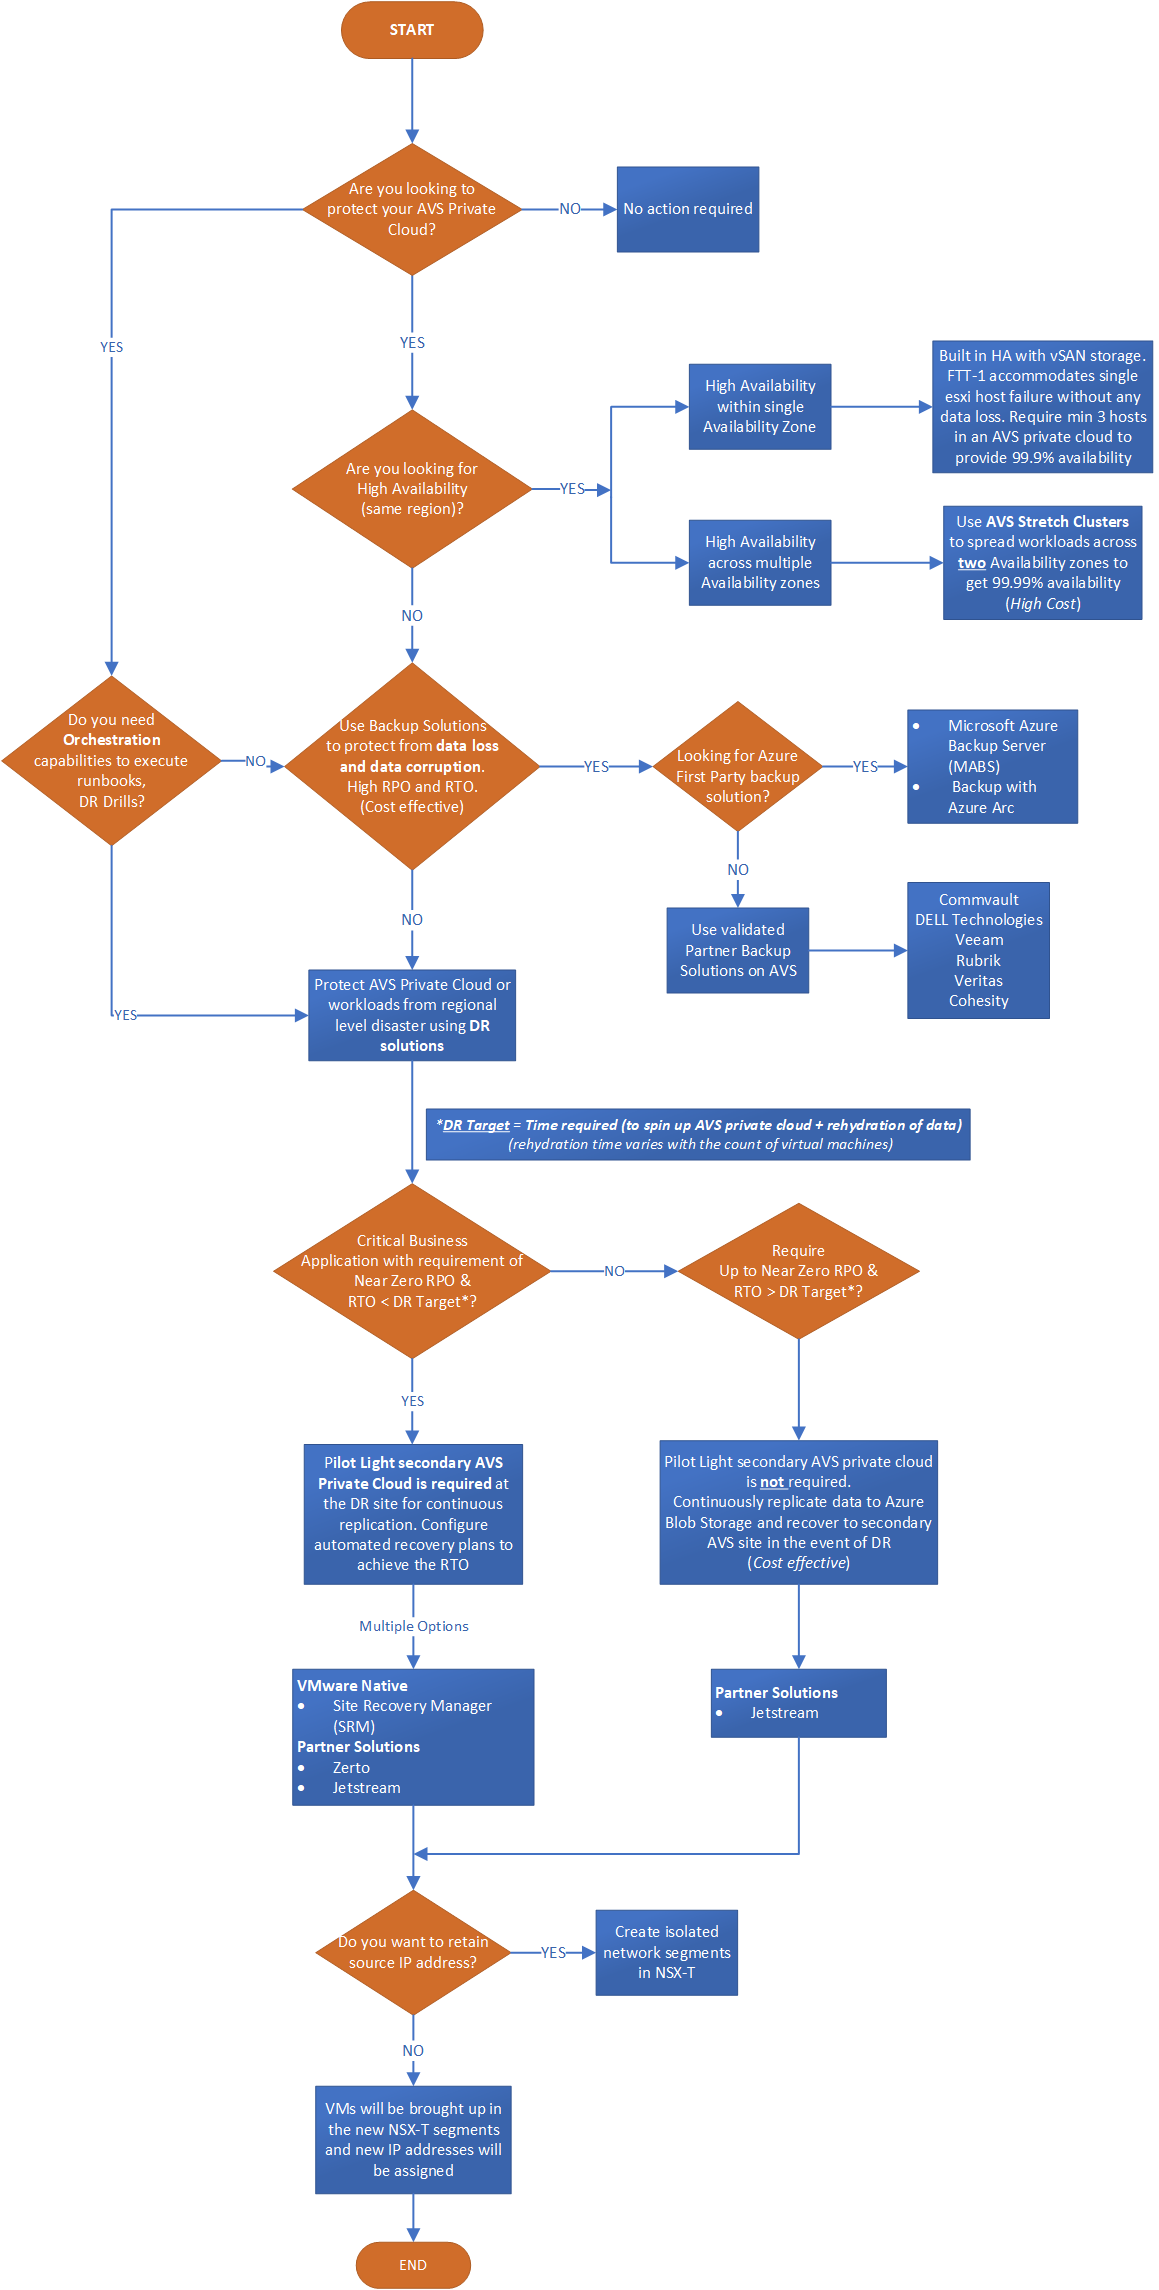 START
Are you looking to
protect your AVS Private
Cloud?
NO
No action required
YES
YES
Are you looking for
High Availability
(same region)?
YES
High Availability
within single
Availability Zone
Built in HA with vSAN storage.
FTT-1 accommodates single
esxi host failure without any
data loss. Require min 3 hosts
in an AVS private cloud to
provide 99.9% availability
High Availability
across multiple
Availability zones
Use AVS Stretch Clusters
to spread workloads across
two Availability zones to
get 99.99% availability
(High Cost)
NO
Do you need
Orchestration
capabilities to execute
runbooks,
DR Drills?
NO
Use Backup Solutions
to protect from data loss
and data corruption.
High RPO and RTO.
(Cost effective)
YES
Looking for Azure
First Party backup
solution?
YES
• Microsoft Azure
Backup Server
(MABS)
• Backup with
Azure Arc
NO
Use validated
Partner Backup
Solutions on AVS
Commvault
DELL Technologies
Veeam
Rubrik
Veritas
Cohesity
NO
YES
Protect AVS Private Cloud or
workloads from regional
level disaster using DR
solutions
*DR Target = Time required (to spin up AVS private cloud + rehydration of data)
(rehydration time varies with the count of virtual machines)
Critical Business
Application with requirement of
Near Zero RPO &
RTO < DR Target*?
NO
Require
Up to Near Zero RPO &
RTO > DR Target*?
YES
Pilot Light secondary AVS
Private Cloud is required at
the DR site for continuous
replication. Configure
automated recovery plans to
achieve the RTO
Pilot Light secondary AVS private cloud
is not required.
Continuously replicate data to Azure
Blob Storage and recover to secondary
AVS site in the event of DR
(Cost effective)
Multiple Options
VMware Native
• Site Recovery Manager
(SRM)
Partner Solutions
• Zerto
• Jetstream
Partner Solutions
• Jetstream
Do you want to retain
source IP address?
YES
Create isolated
network segments
in NSX-T
NO
VMs will be brought up in
the new NSX-T segments
and new IP addresses will
be assigned
END